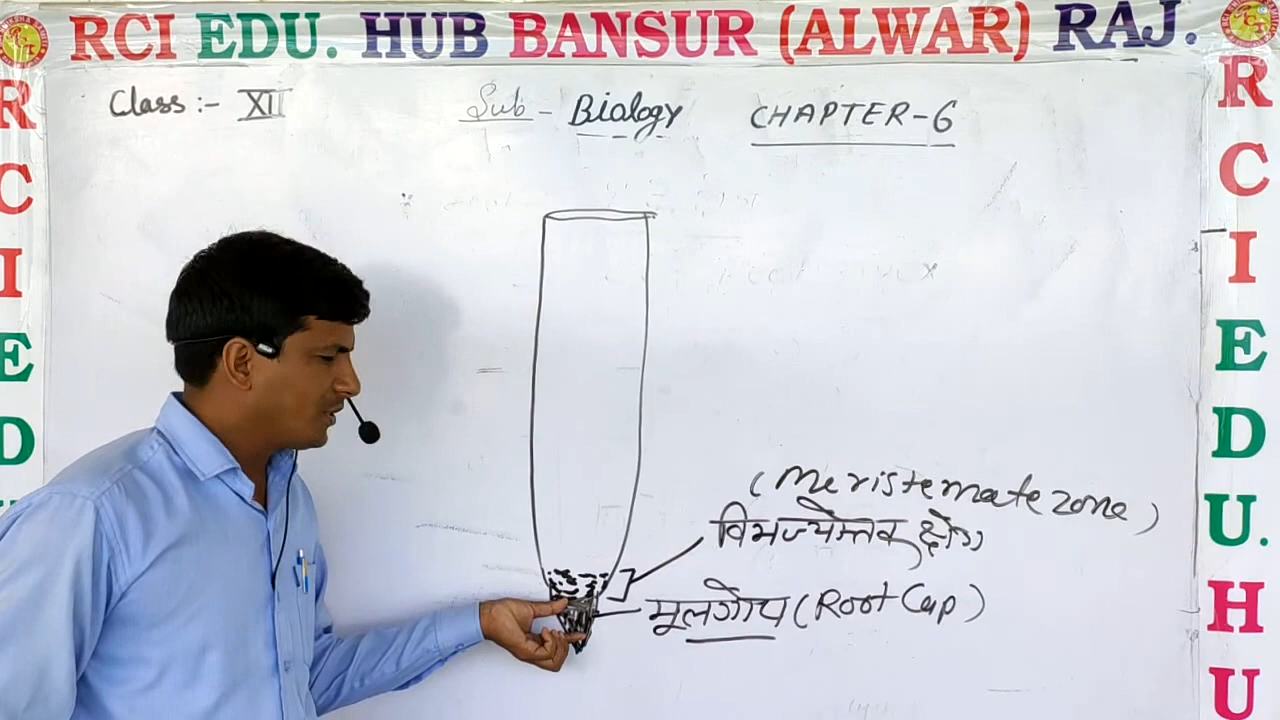 RCI EDU. HUB BANSUR (ALWAR) RAJ.
Class :- XII
Sub - Biology
CHAPTER-6
(Meristemate zone)
विभज्योत्तक क्षेत्र
मूलगोप (Root Cap)
R C I E D
R C I E D U. H U